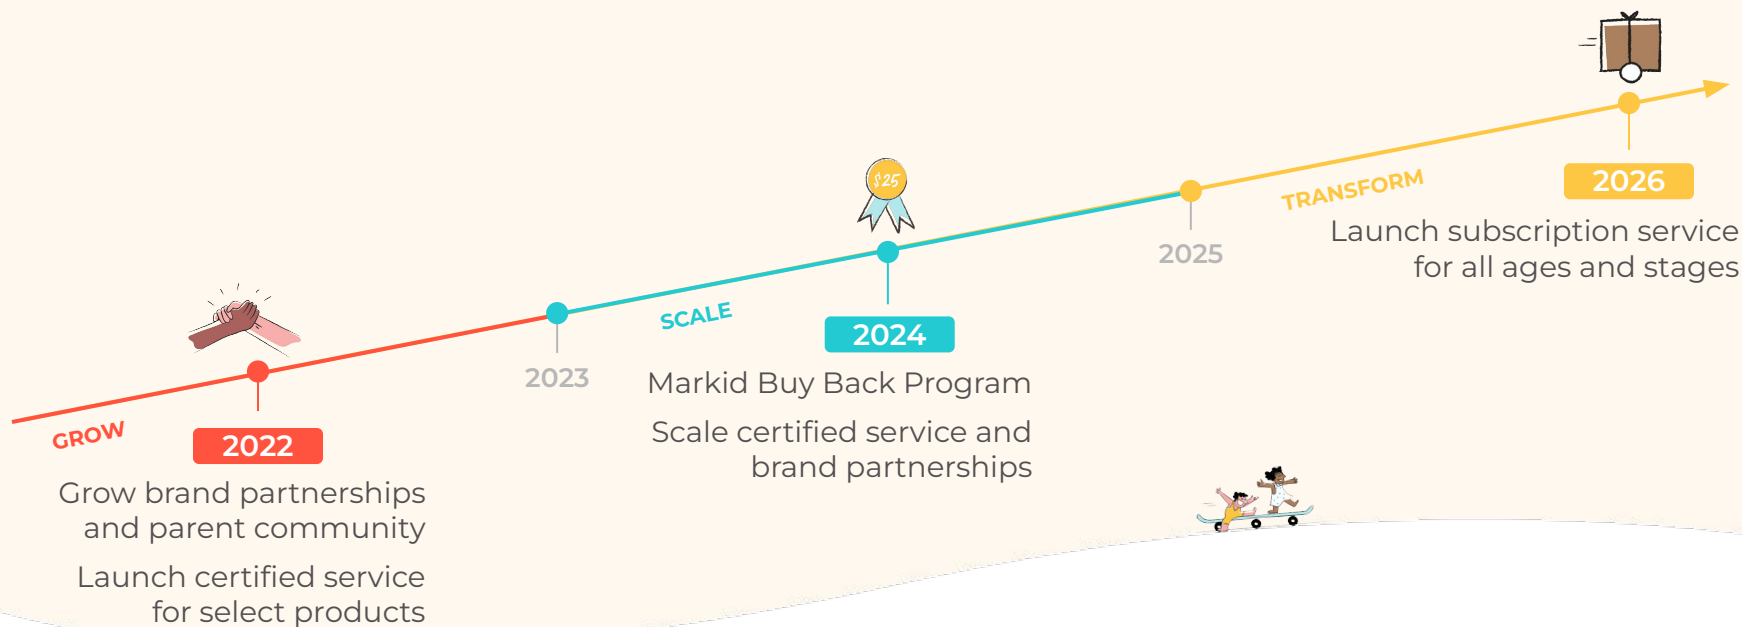 GROW
2022
Grow brand partnerships
and parent community
Launch certified service
for select products
2023
SCALE
$25
2024
Markid Buy Back Program
Scale certified service and
brand partnerships
2025
TRANSFORM
2026
Launch subscription service
for all ages and stages